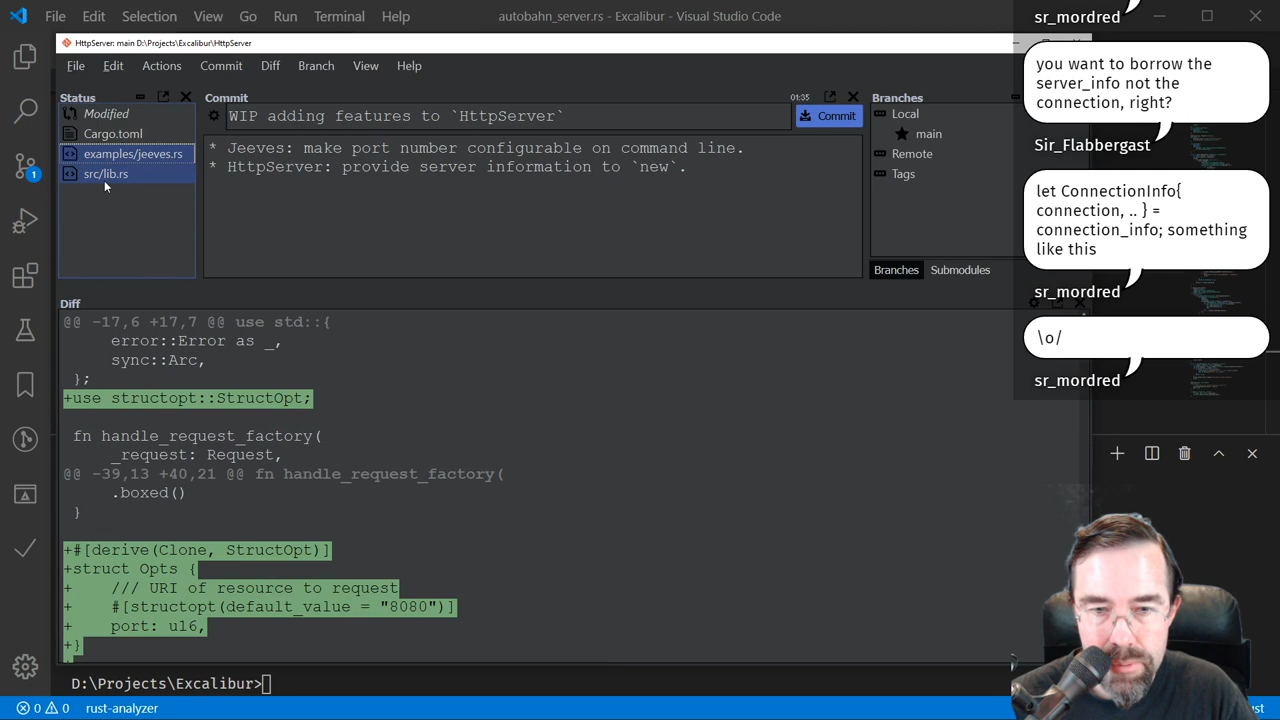 File Edit Selection View Go Run Terminal Help autobahn_server.rs - Excalibur - Visual Studio Code
HttpServer: main D:\Projects\Excalibur\HttpServer
File Edit Actions Commit Diff Branch View Help
Status
Modified
Cargo.toml
examples/jeeves.rs
src/lib.rs
Commit
01:35
WIP adding features to `HttpServer`
Commit
* Jeeves: make port number configurable on command line.
* HttpServer: provide server information to `new`.
Branches
Local
main
Remote
Tags
Branches Submodules
Diff
@@ -17,6 +17,7 @@ use std::{
error::Error as _,
sync::Arc,
};
+use structopt::StructOpt;
fn handle_request_factory(
_request: Request,
@@ -39,13 +40,21 @@ fn handle_request_factory(
.boxed()
}
+#[derive(Clone, StructOpt)]
+struct Opts {
+ /// URI of resource to request
+ #[structopt(default_value = "8080")]
+ port: u16,
+}
D:\Projects\Excalibur>
0 0 rust-analyzer
1
sr_mordred
you want to borrow the
server_info not the
connection, right?
Sir_Flabbergast
let ConnectionInfo{
connection, .. } =
connection_info; something
like this
sr_mordred
\o/
sr_mordred